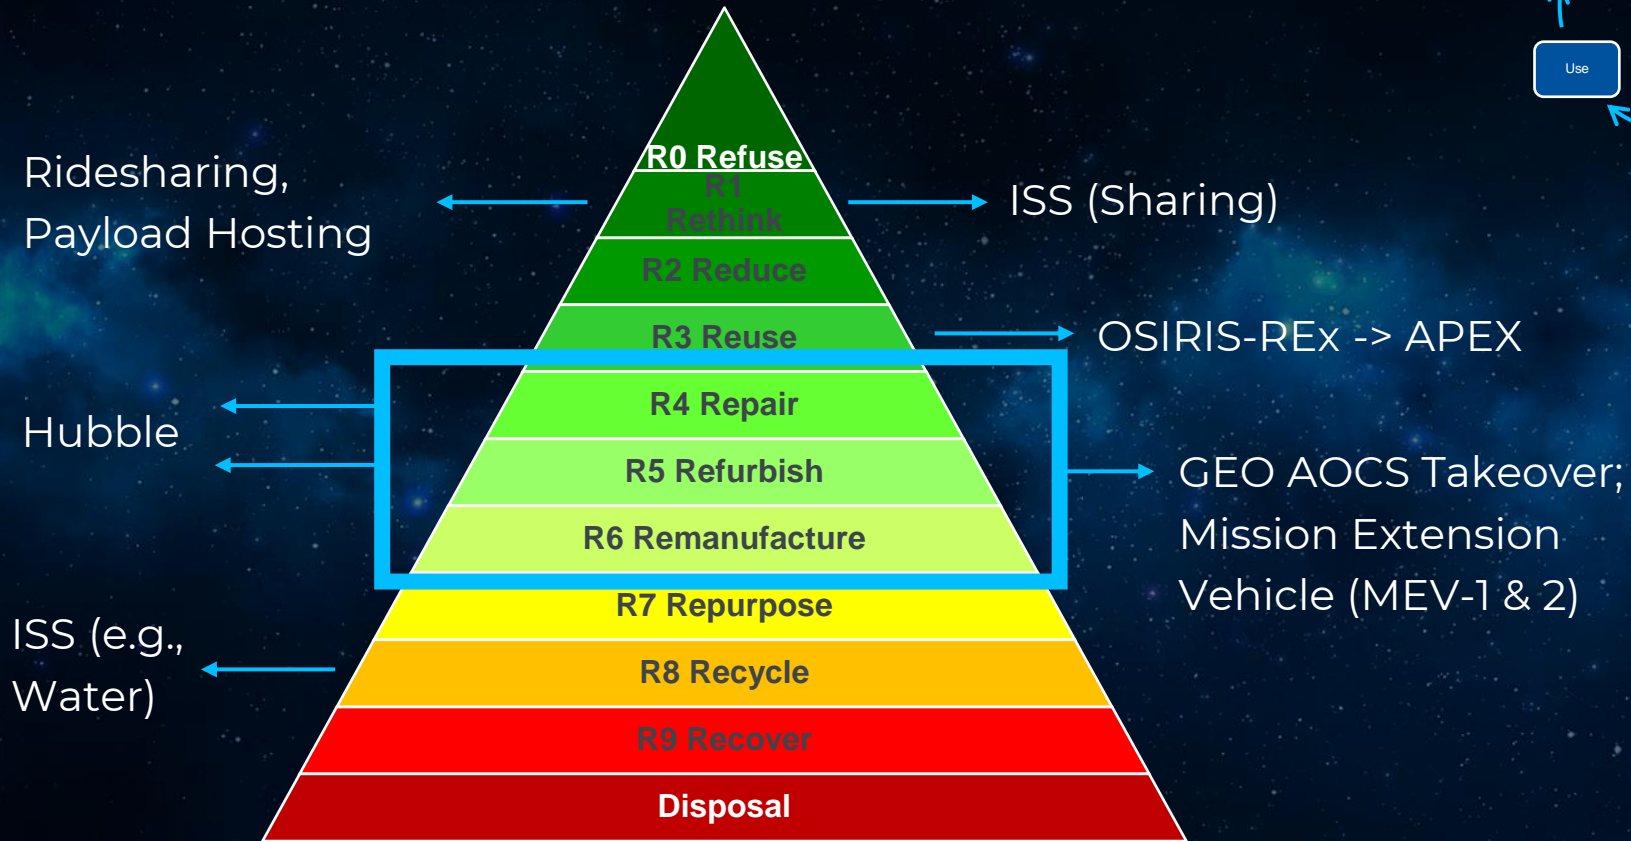 Use
R0 Refuse
Ridesharing,
Payload Hosting
R1
Rethink
ISS (Sharing)
R2 Reduce
R3 Reuse
OSIRIS-REx -> APEX
R4 Repair
Hubble
R5 Refurbish
GEO AOCS Takeover;
Mission Extension
Vehicle (MEV-1 & 2)
R6 Remanufacture
R7 Repurpose
ISS (e.g.,
Water)
R8 Recycle
R9 Recover
Disposal